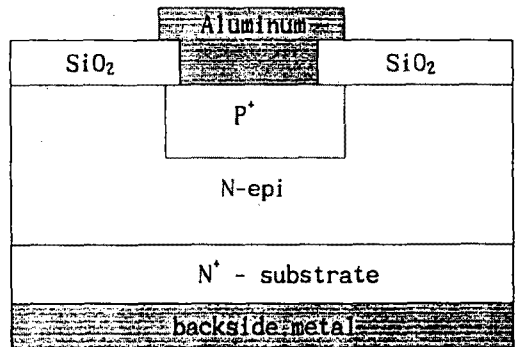 Aluminum
SiO₂ SiO₂
P⁺
N-epi
N⁺ - substrate
backside metal